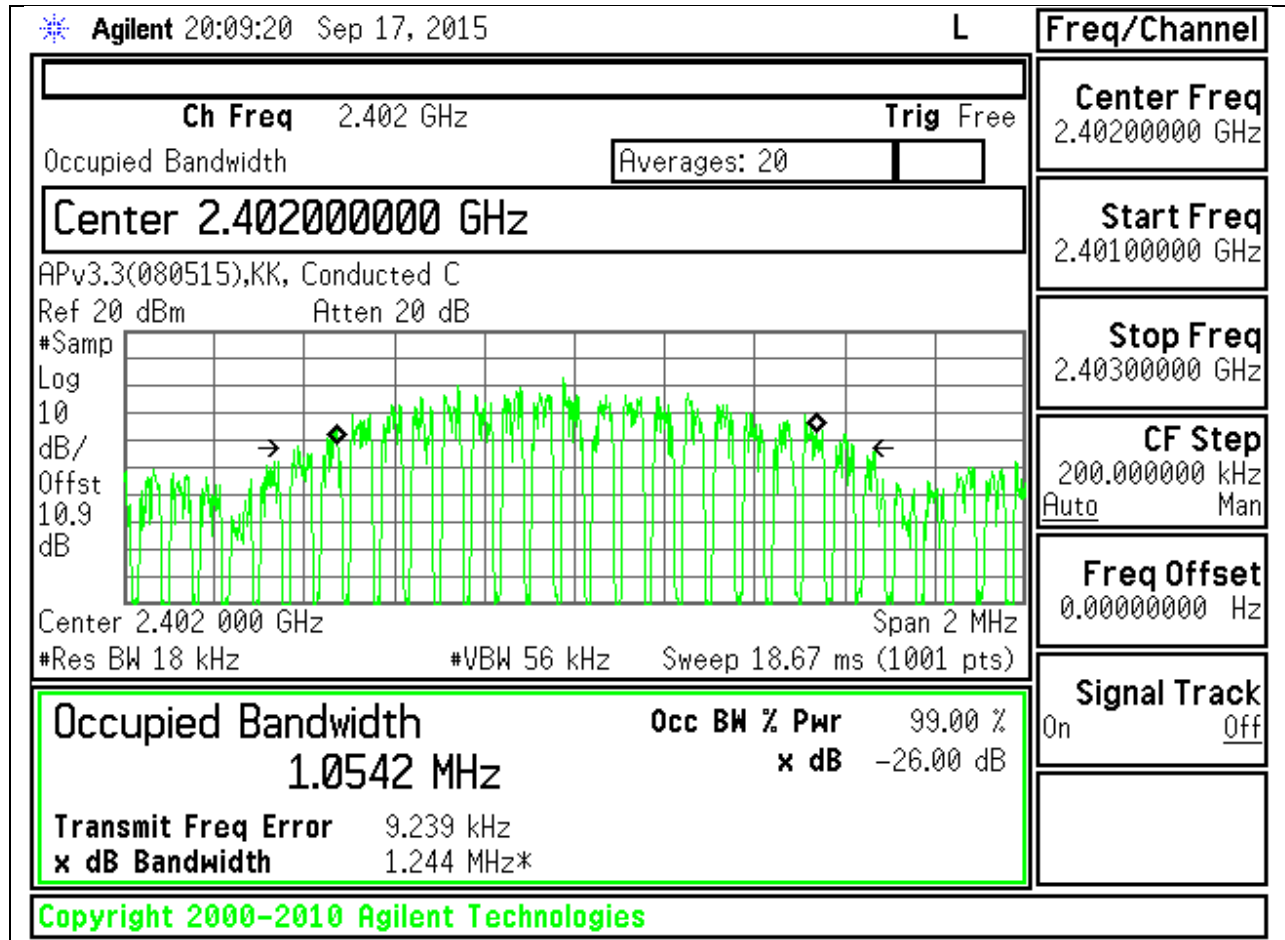 Agilent 20:09:20 Sep 17, 2015 L
Freq/Channel
Ch Freq 2.402 GHz Trig Free
Occupied Bandwidth Averages: 20
Center 2.402000000 GHz
APv3.3(080515),KK, Conducted C
Ref 20 dBm Atten 20 dB
#Samp
Log
10
dB/
Offst
10.9
dB
Center 2.402 000 GHz Span 2 MHz
#Res BW 18 kHz #VBW 56 kHz Sweep 18.67 ms (1001 pts)
Occupied Bandwidth Occ BW % Pwr 99.00 %
1.0542 MHz x dB -26.00 dB
Transmit Freq Error 9.239 kHz
x dB Bandwidth 1.244 MHz*
Copyright 2000-2010 Agilent Technologies
Center Freq
2.40200000 GHz
Start Freq
2.40100000 GHz
Stop Freq
2.40300000 GHz
CF Step
200.000000 kHz
Auto Man
Freq Offset
0.00000000 Hz
Signal Track
On Off